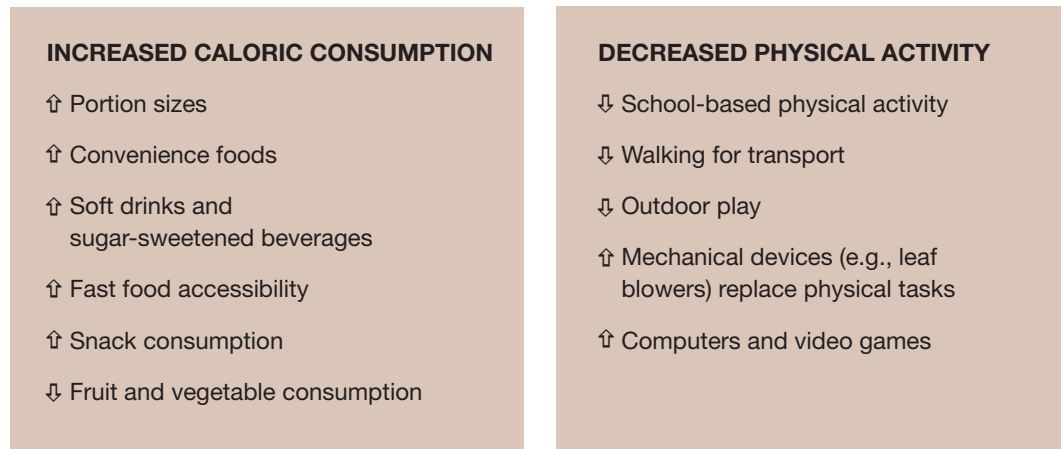 INCREASED CALORIC CONSUMPTION
⇧ Portion sizes
⇧ Convenience foods
⇧ Soft drinks and
sugar-sweetened beverages
⇧ Fast food accessibility
⇧ Snack consumption
⇩ Fruit and vegetable consumption
DECREASED PHYSICAL ACTIVITY
⇩ School-based physical activity
⇩ Walking for transport
⇩ Outdoor play
⇧ Mechanical devices (e.g., leaf
blowers) replace physical tasks
⇧ Computers and video games